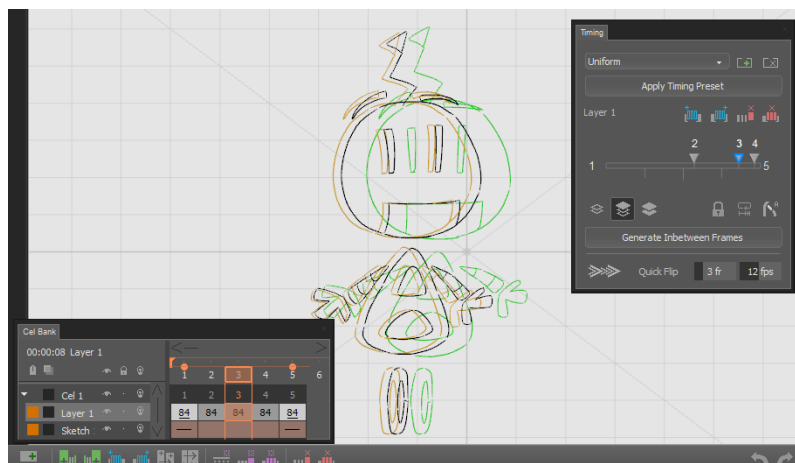 Timing
Uniform
Apply Timing Preset
Layer 1
2 3 4
1 5
Generate Inbetween Frames
Quick Flip 3 fr 12 fps
Cel Bank
00:00:08 Layer 1
1 2 3 4 5 6
Cel 1 1 2 3 4 5
Layer 1 84 84 84 84 84
Sketch